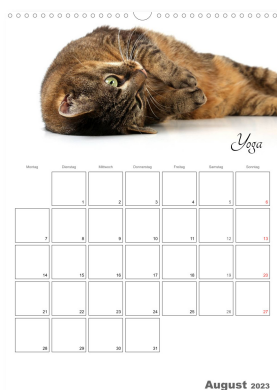 Yoga
Montag Dienstag Mittwoch Donnerstag Freitag Samstag Sonntag
1 2 3 4 5 6
7 8 9 10 11 12 13
14 15 16 17 18 19 20
21 22 23 24 25 26 27
28 29 30 31
August 2023